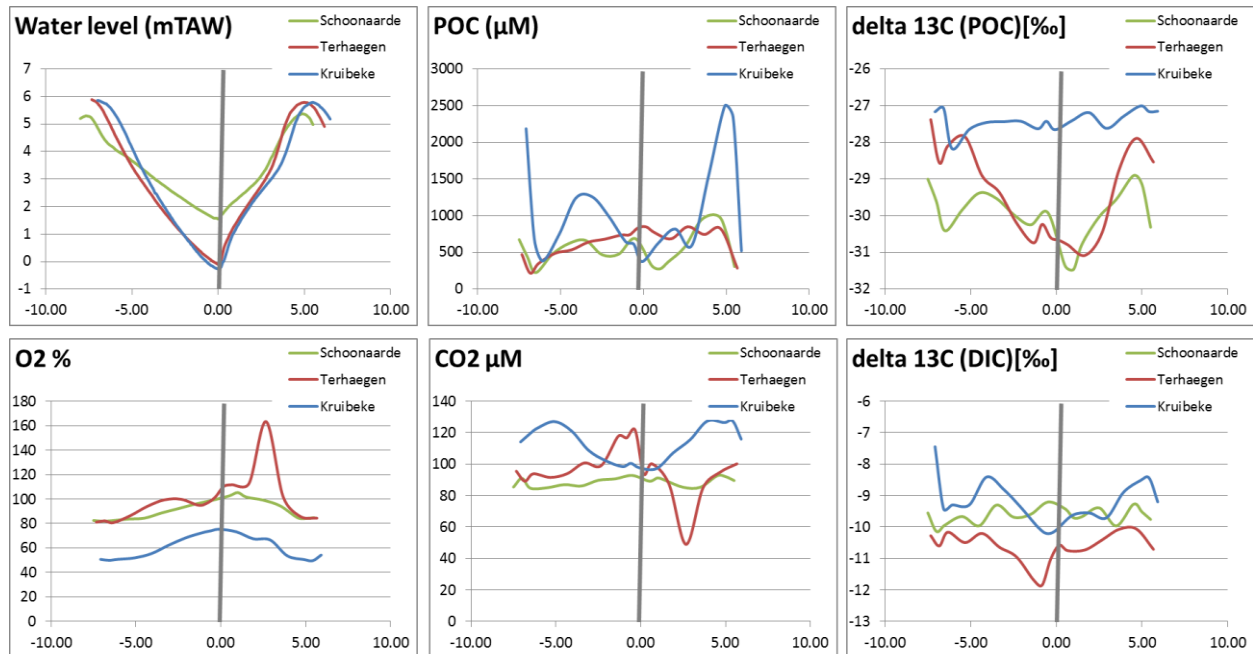 Water level (mTAW)
Schoonaarde
Terhaegen
Kruibeke
7
6
5
4
3
2
1
0
-1
-10.00 -5.00 0.00 5.00 10.00
POC (µM)
Schoonaarde
Terhaegen
Kruibeke
3000
2500
2000
1500
1000
500
0
-10.00 -5.00 0.00 5.00 10.00
delta 13C (POC)[‰]
Schoonaarde
Terhaegen
Kruibeke
-26
-27
-28
-29
-30
-31
-32
-10.00 -5.00 0.00 5.00 10.00
O2 %
Schoonaarde
Terhaegen
Kruibeke
180
160
140
120
100
80
60
40
20
0
-10.00 -5.00 0.00 5.00 10.00
CO2 µM
Schoonaarde
Terhaegen
Kruibeke
140
120
100
80
60
40
20
0
-10.00 -5.00 0.00 5.00 10.00
delta 13C (DIC)[‰]
Schoonaarde
Terhaegen
Kruibeke
-6
-7
-8
-9
-10
-11
-12
-13
-10.00 -5.00 0.00 5.00 10.00